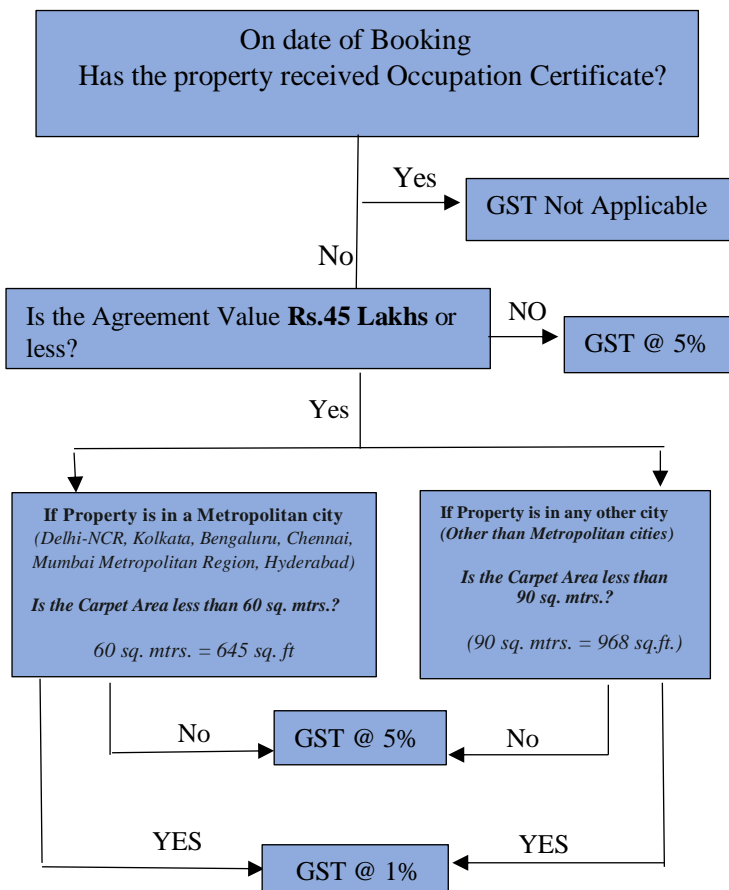 On date of Booking
Has the property received Occupation Certificate?
Yes
GST Not Applicable
No
Is the Agreement Value Rs.45 Lakhs or
less?
NO
GST @ 5%
Yes
If Property is in a Metropolitan city
(Delhi-NCR, Kolkata, Bengaluru, Chennai,
Mumbai Metropolitan Region, Hyderabad)
Is the Carpet Area less than 60 sq. mtrs.?
60 sq. mtrs. = 645 sq. ft
If Property is in any other city
(Other than Metropolitan cities)
Is the Carpet Area less than
90 sq. mtrs.?
(90 sq. mtrs. = 968 sq.ft.)
No
GST @ 5%
No
YES
GST @ 1%
YES